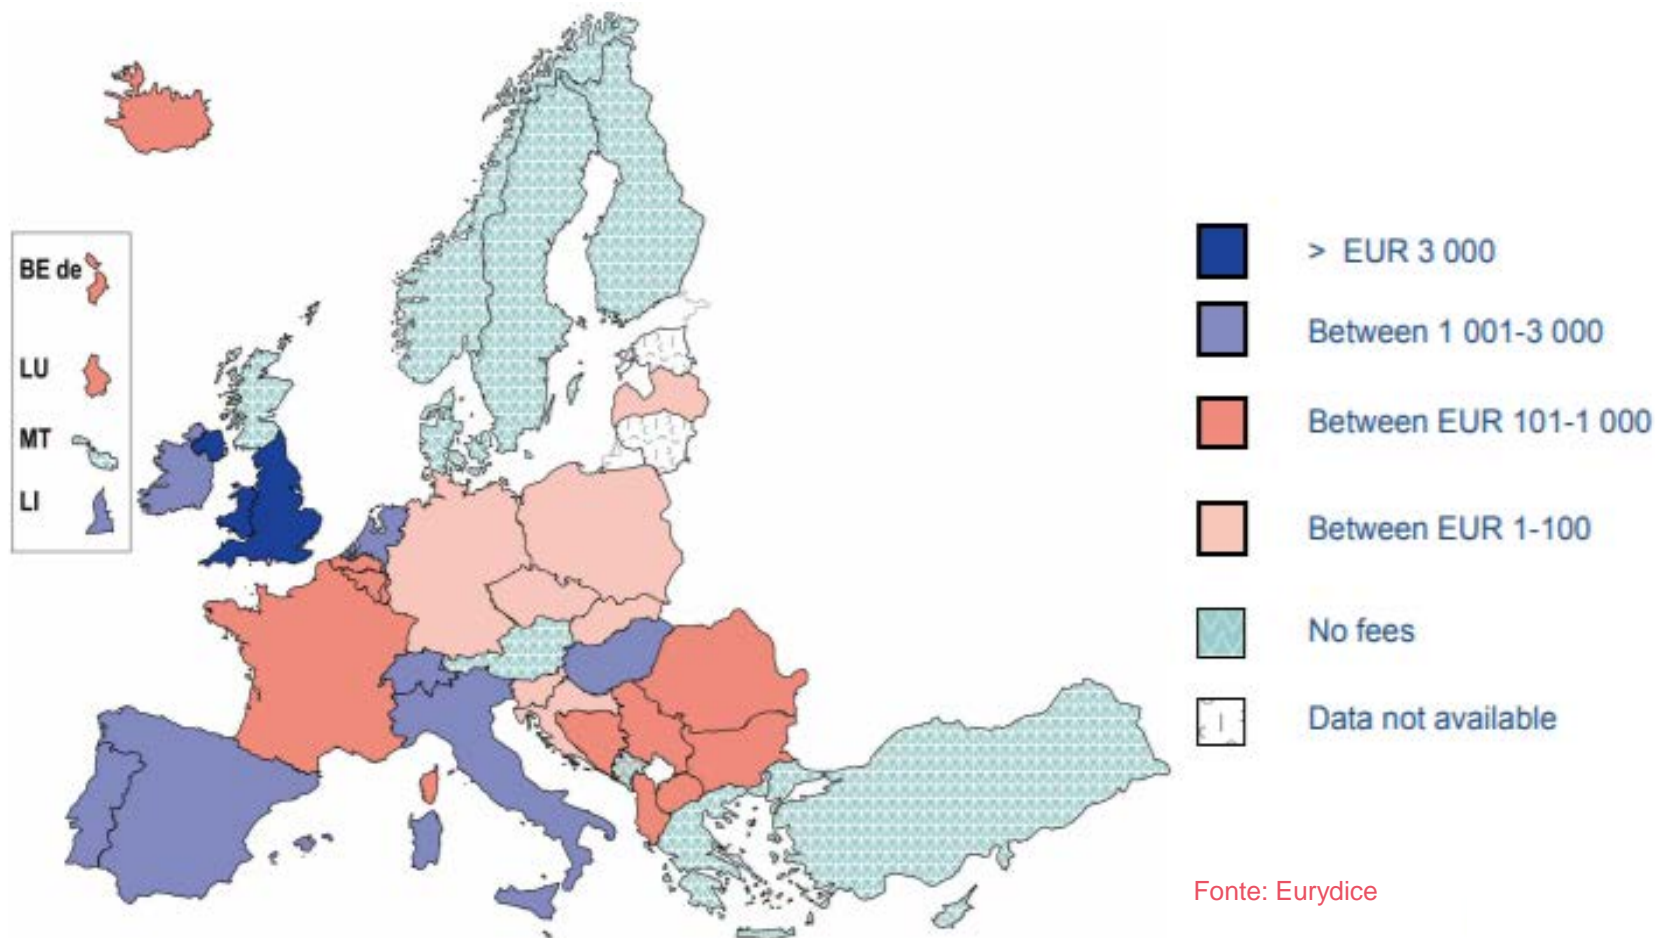 BE de
LU
MT
LI
> EUR 3 000
Between 1 001-3 000
Between EUR 101-1 000
Between EUR 1-100
No fees
Data not available
Fonte: Eurydice